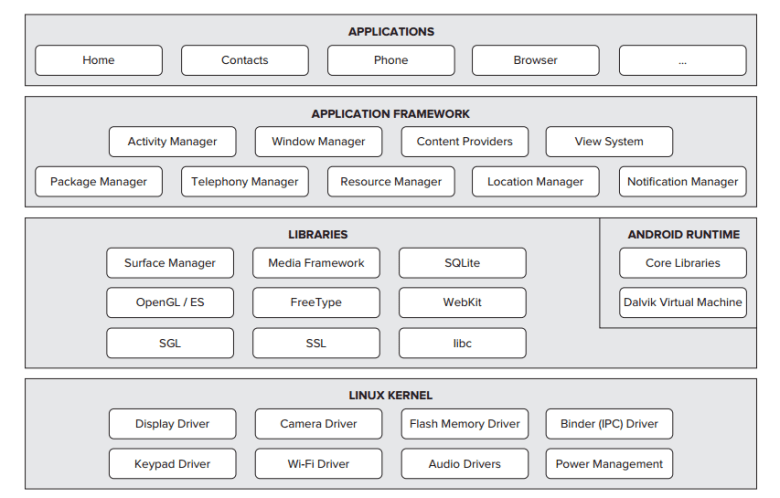 APPLICATIONS
Home Contacts Phone Browser ...
APPLICATION FRAMEWORK
Activity Manager Window Manager Content Providers View System
Package Manager Telephony Manager Resource Manager Location Manager Notification Manager
LIBRARIES
Surface Manager Media Framework SQLite
OpenGL / ES FreeType WebKit
SGL SSL libc
ANDROID RUNTIME
Core Libraries
Dalvik Virtual Machine
LINUX KERNEL
Display Driver Camera Driver Flash Memory Driver Binder (IPC) Driver
Keypad Driver Wi-Fi Driver Audio Drivers Power Management